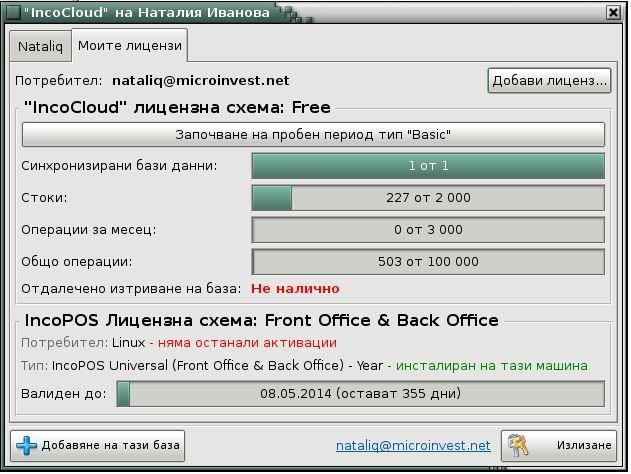 "IncoCloud" на Наталия Иванова
Nataliq Моите лицензи
Потребител: nataliq@microinvest.net Добави лиценз...
"IncoCloud" лицензна схема: Free
Започване на пробен период тип "Basic"
Синхронизирани бази данни: 1 от 1
Стоки: 227 от 2 000
Операции за месец: 0 от 3 000
Общо операции: 503 от 100 000
Отдалечено изтриване на база: Не налично
IncoPOS Лицензна схема: Front Office & Back Office
Потребител: Linux - няма останали активации
Тип: IncoPOS Universal (Front Office & Back Office) - Year - инсталиран на тази машина
Валиден до: 08.05.2014 (остават 355 дни)
Добавяне на тази база nataliq@microinvest.net Излизане